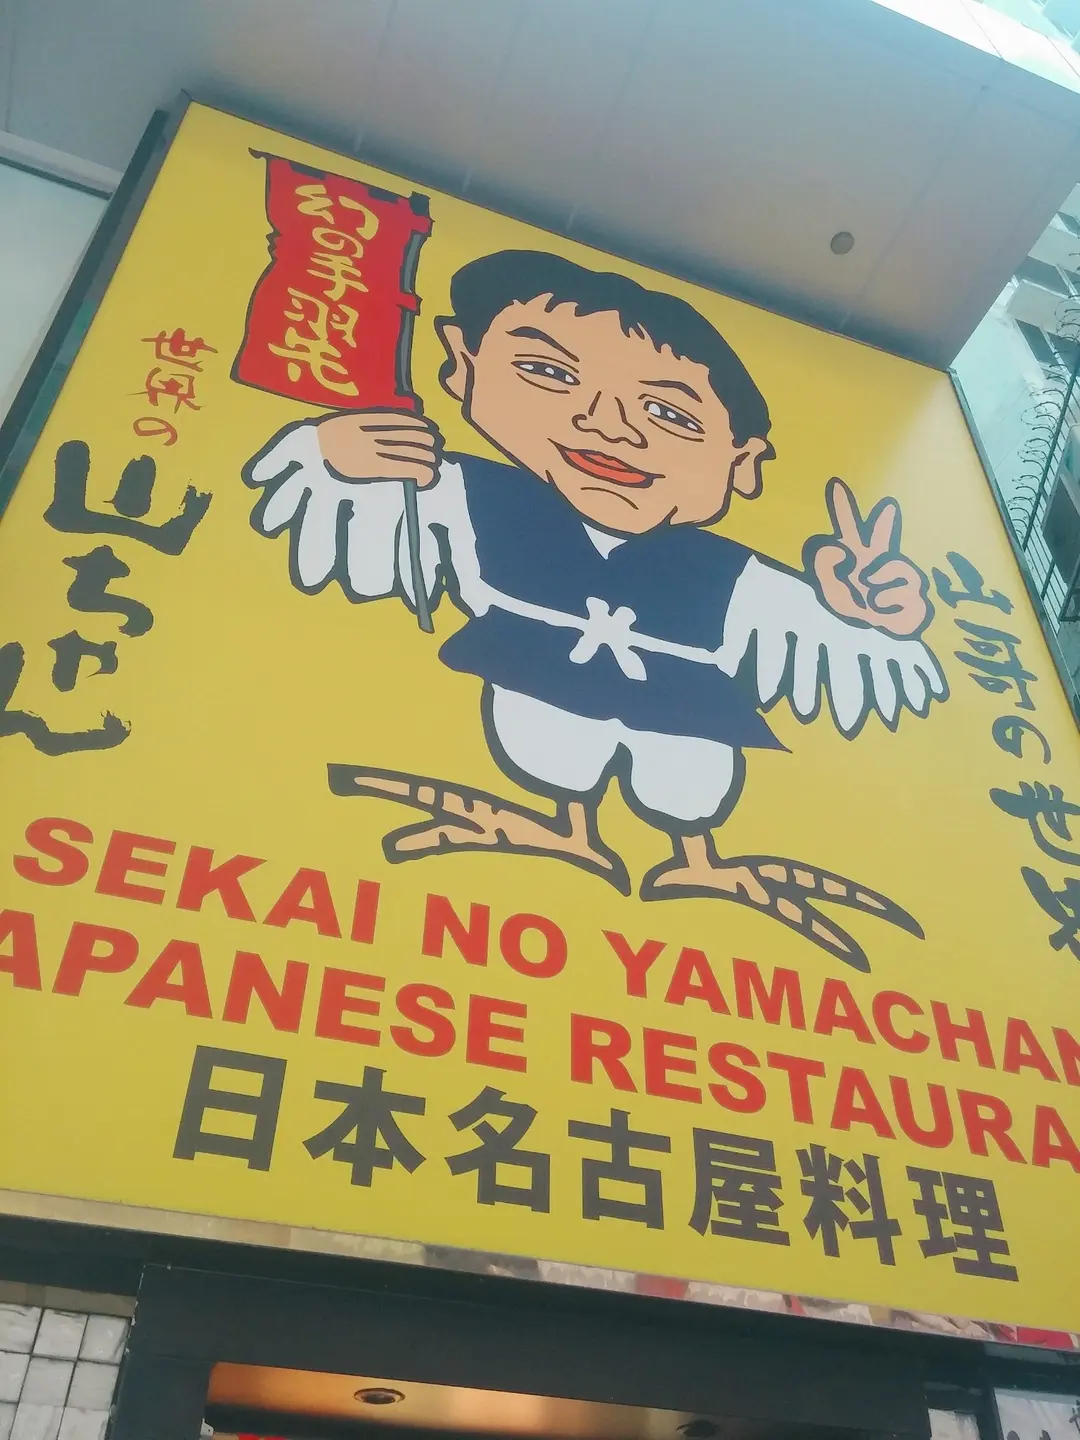 幻の手羽先
世界の
山ちゃん
SEKAI NO YAMACHAN
APANESE RESTAURA
日本名古屋料理